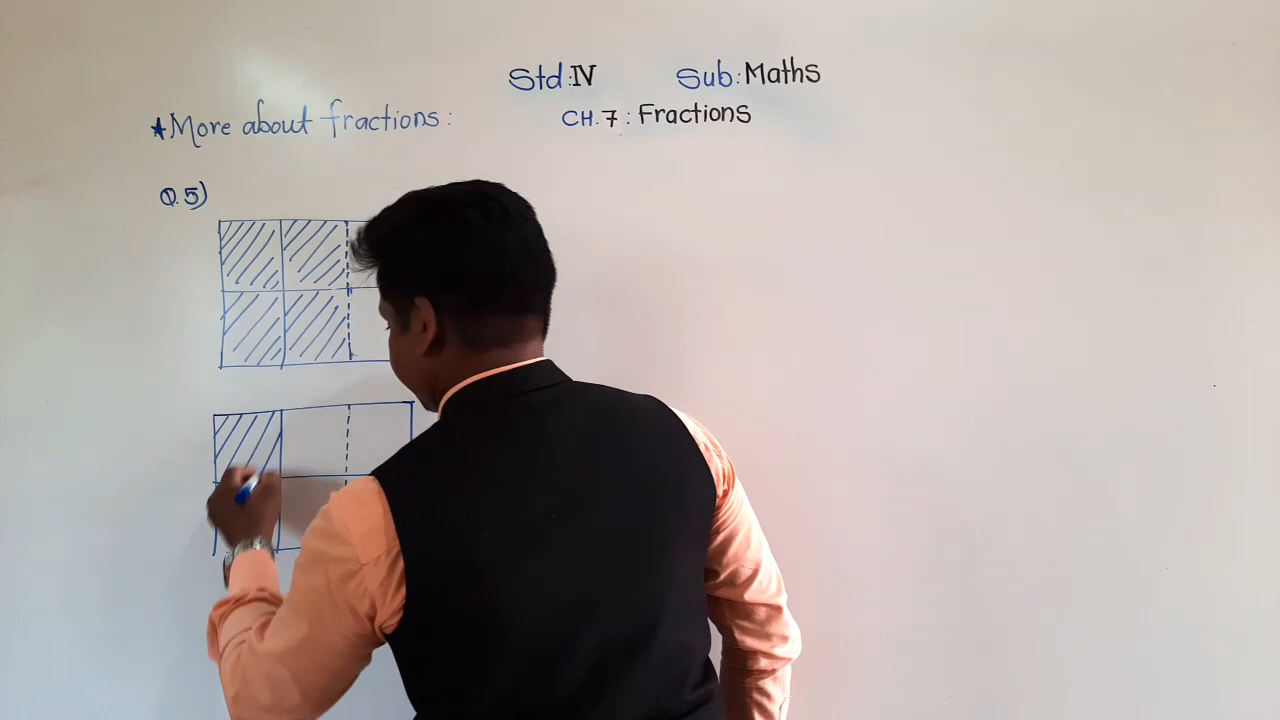 Std:IV Sub:Maths
★More about fractions: CH.7: Fractions
Q.5)